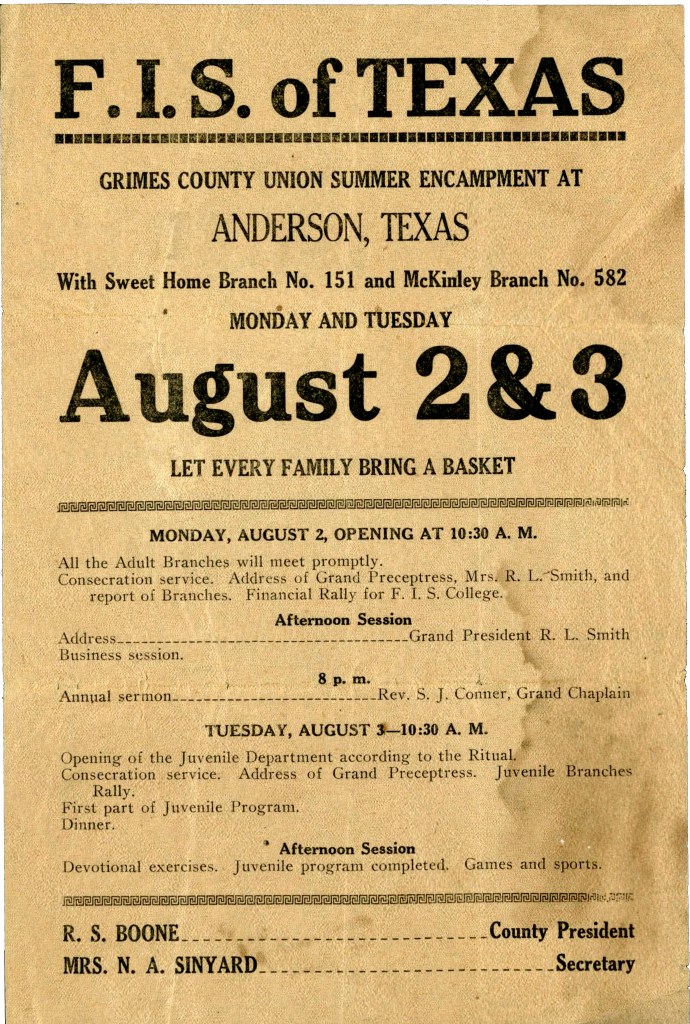 F.I.S. of TEXAS
GRIMES COUNTY UNION SUMMER ENCAMPMENT AT
ANDERSON, TEXAS
With Sweet Home Branch No. 151 and McKinley Branch No. 582
MONDAY AND TUESDAY
August 2 & 3
LET EVERY FAMILY BRING A BASKET
MONDAY, AUGUST 2, OPENING AT 10:30 A. M.
All the Adult Branches will meet promptly.
Consecration service. Address of Grand Preceptress, Mrs. R. L. Smith, and
report of Branches. Financial Rally for F. I. S. College.
Afternoon Session
Address--------------------------------Grand President R. L. Smith
Business session.
8 p. m.
Annual sermon----------------------Rev. S. J. Conner, Grand Chaplain
TUESDAY, AUGUST 3—10:30 A. M.
Opening of the Juvenile Department according to the Ritual.
Consecration service. Address of Grand Preceptress. Juvenile Branches
Rally.
First part of Juvenile Program.
Dinner.
Afternoon Session
Devotional exercises. Juvenile program completed. Games and sports.
R. S. BOONE--------------------------------County President
MRS. N. A. SINYARD------------------------------Secretary